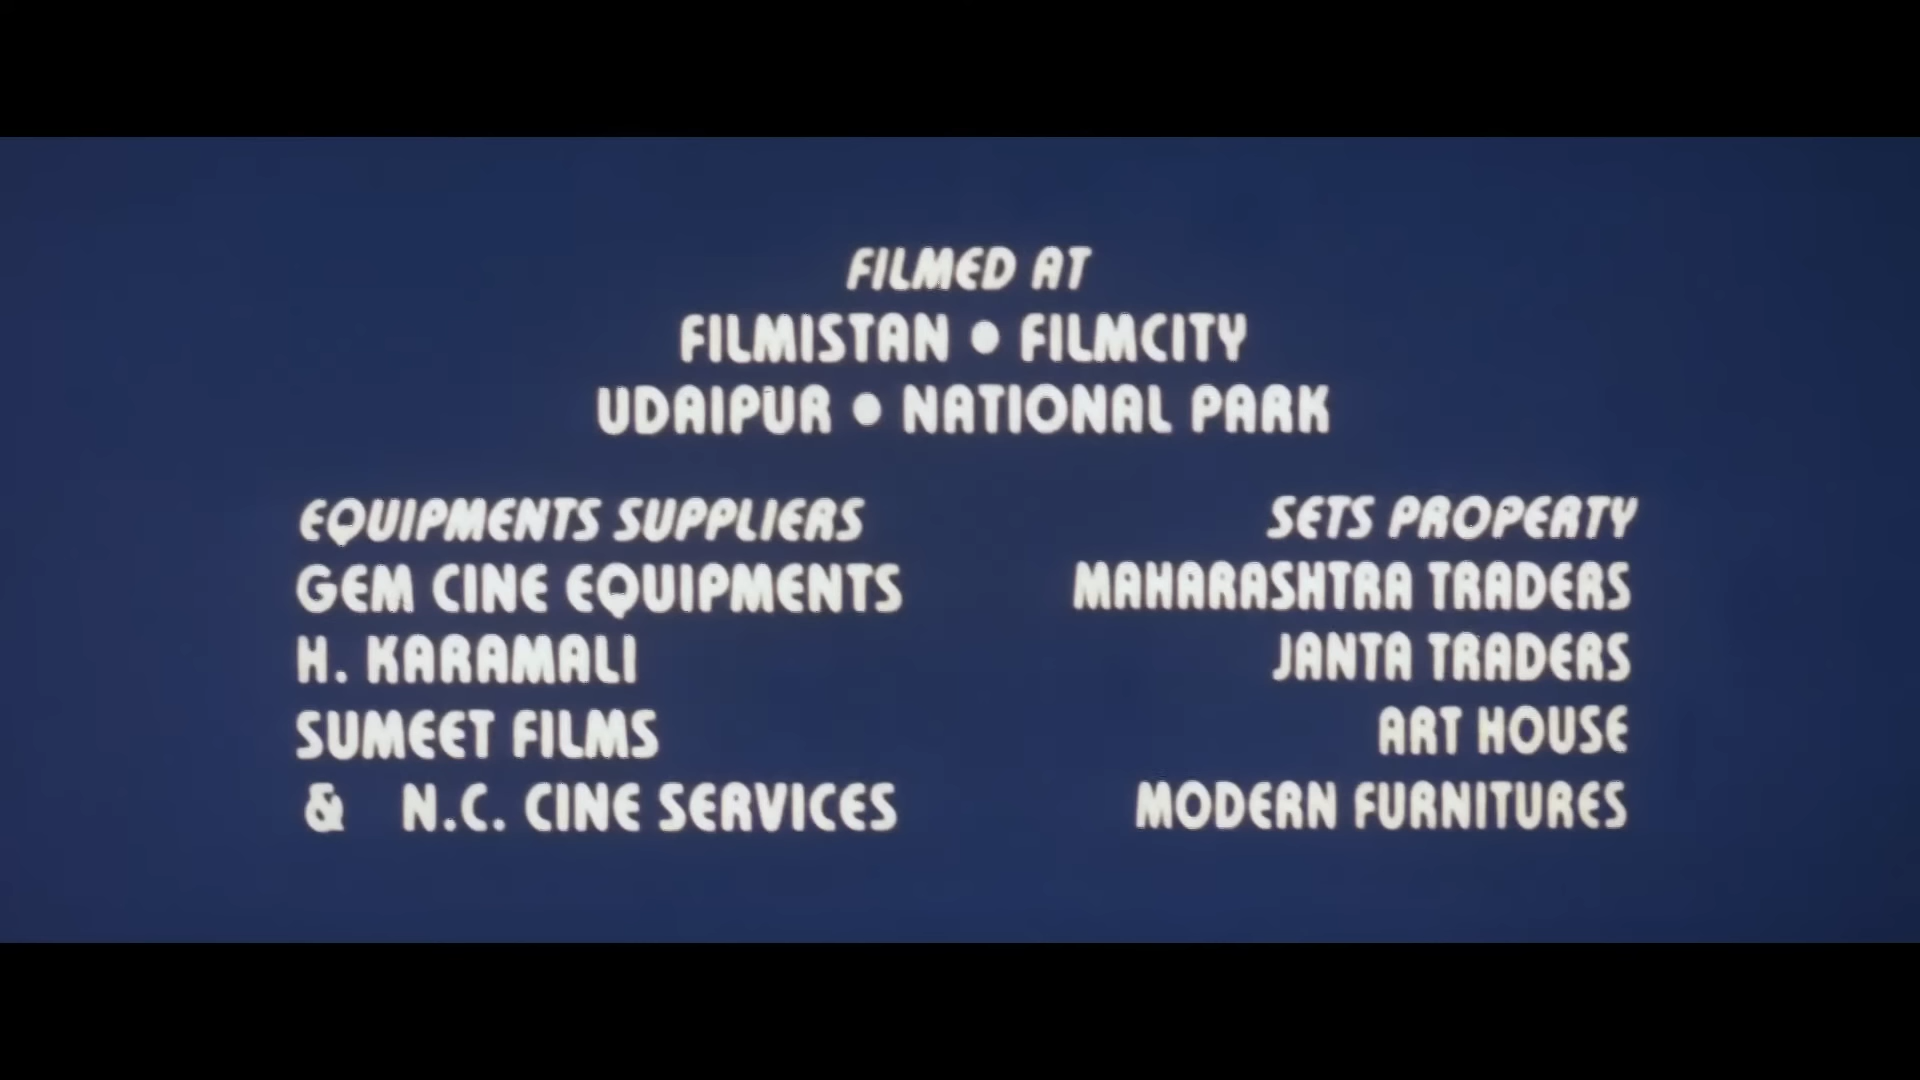 FILMED AT
FILMISTAN • FILMCITY
UDAIPUR • NATIONAL PARK
EQUIPMENTS SUPPLIERS
GEM CINE EQUIPMENTS
H. KARAMALI
SUMEET FILMS
& N.C. CINE SERVICES
SETS PROPERTY
MAHARASHTRA TRADERS
JANTA TRADERS
ART HOUSE
MODERN FURNITURES